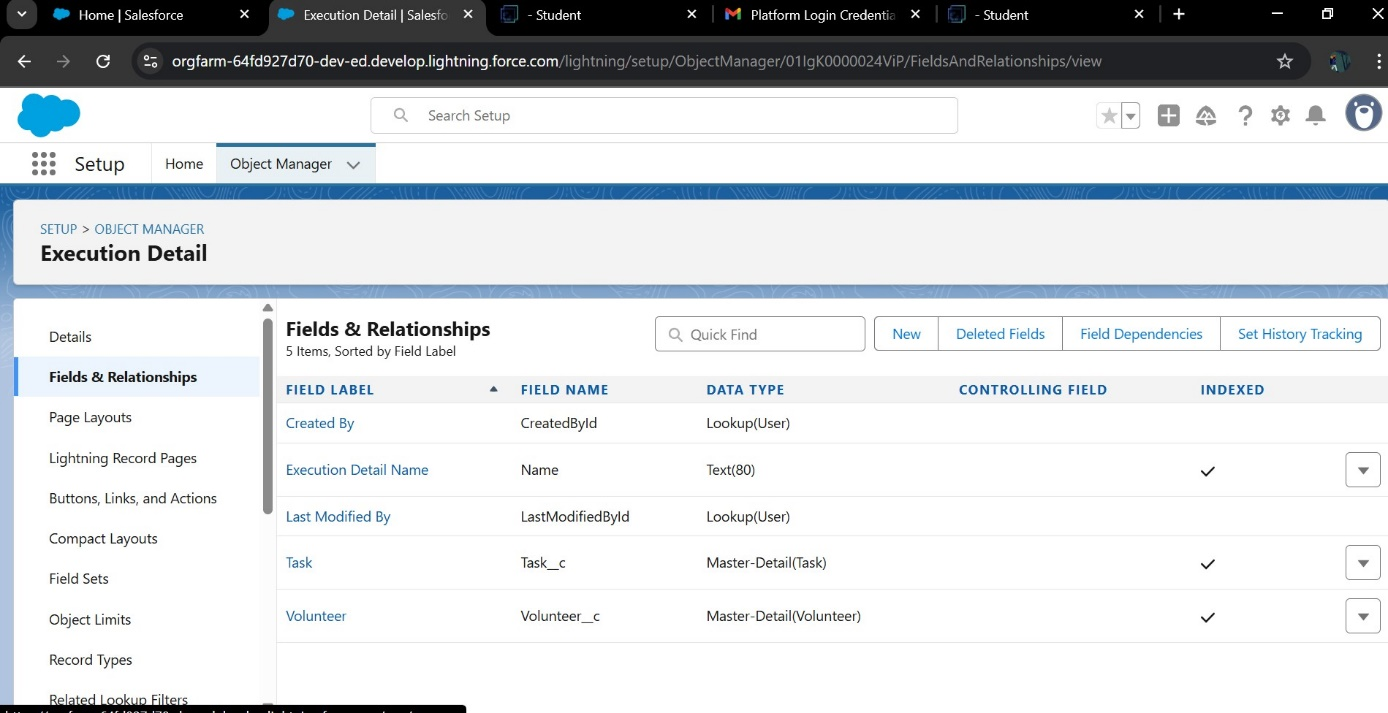 Home | Salesforce
Execution Detail | Salesfo
- Student
Platform Login Credentia
- Student
orgfarm-64fd927d70-dev-ed.develop.lightning.force.com/lightning/setup/ObjectManager/01IgK0000024ViP/FieldsAndRelationships/view
Search Setup
Setup
Home
Object Manager
SETUP > OBJECT MANAGER
Execution Detail
Details
Fields & Relationships
Page Layouts
Lightning Record Pages
Buttons, Links, and Actions
Compact Layouts
Field Sets
Object Limits
Record Types
Related Lookup Filters
Fields & Relationships
5 Items, Sorted by Field Label
Quick Find
New
Deleted Fields
Field Dependencies
Set History Tracking
FIELD LABEL FIELD NAME DATA TYPE CONTROLLING FIELD INDEXED
Created By CreatedById Lookup(User)
Execution Detail Name Name Text(80)
Last Modified By LastModifiedById Lookup(User)
Task Task__c Master-Detail(Task)
Volunteer Volunteer__c Master-Detail(Volunteer)